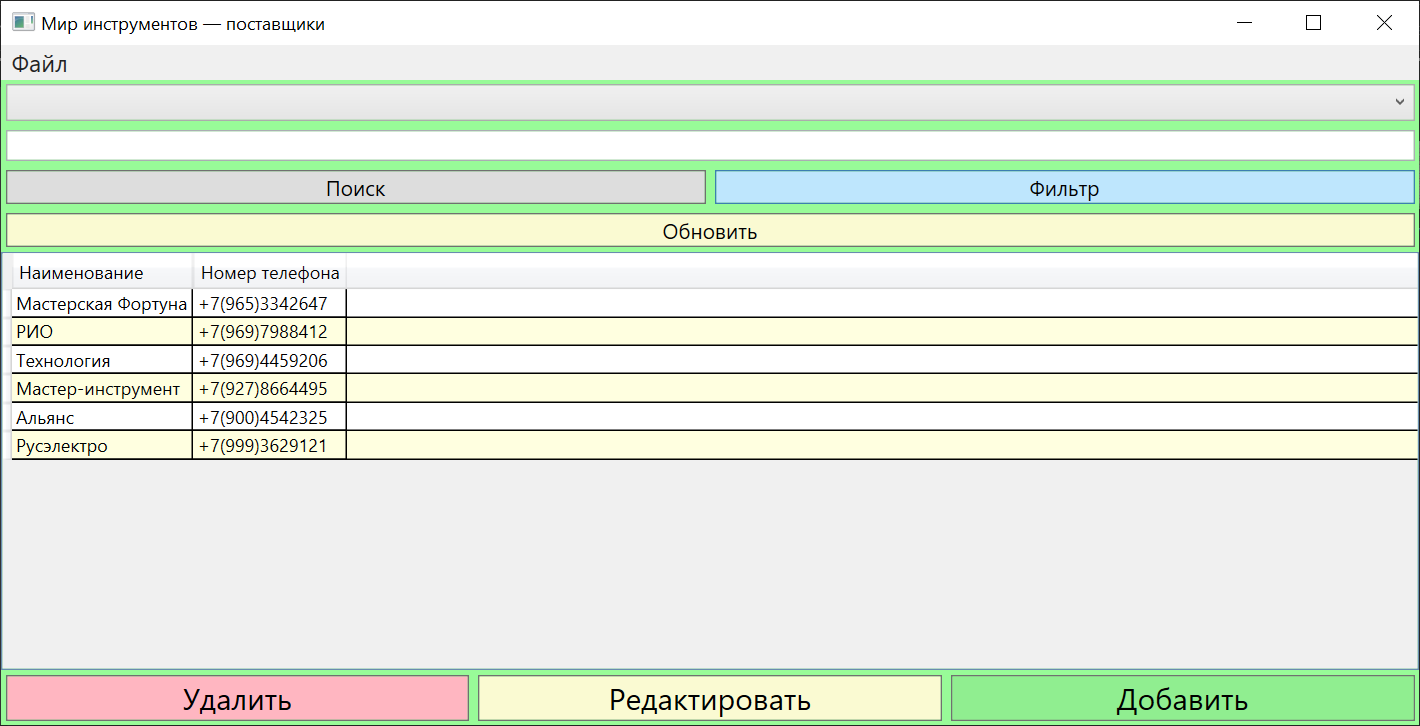 Мир инструментов — поставщики
Файл
Поиск Фильтр
Обновить
Наименование Номер телефона
Мастерская Фортуна +7(965)3342647
РИО +7(969)7988412
Технология +7(969)4459206
Мастер-инструмент +7(927)8664495
Альянс +7(900)4542325
Русэлектро +7(999)3629121
Удалить Редактировать Добавить